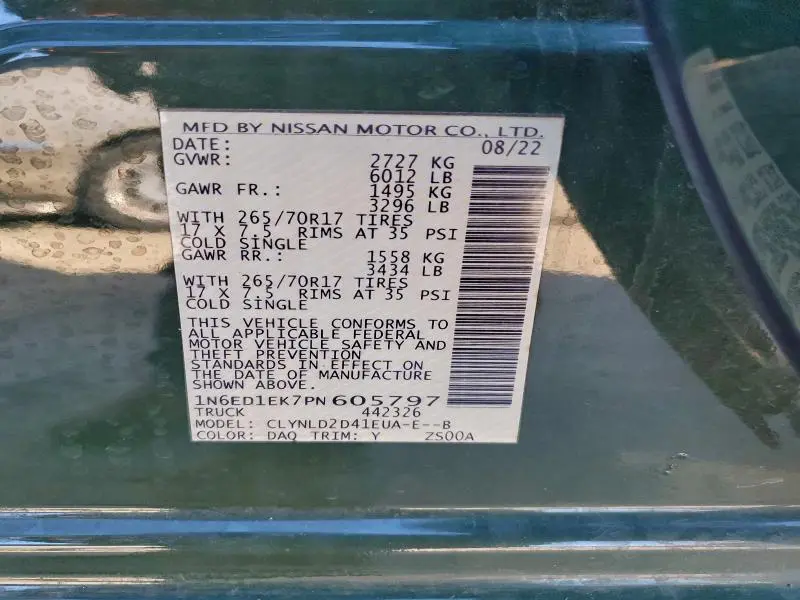 MFD BY NISSAN MOTOR CO., LTD.
DATE: 08/22
GVWR: 2727 KG
6012 LB
GAWR FR.: 1495 KG
3296 LB
WITH 265/70R17 TIRES
17 X 7.5 RIMS AT 35 PSI
COLD SINGLE
GAWR RR.: 1558 KG
3434 LB
WITH 265/70R17 TIRES
17 X 7.5 RIMS AT 35 PSI
COLD SINGLE
THIS VEHICLE CONFORMS TO
ALL APPLICABLE FEDERAL
MOTOR VEHICLE SAFETY AND
THEFT PREVENTION
STANDARDS IN EFFECT ON
THE DATE OF MANUFACTURE
SHOWN ABOVE.
1N6ED1EK7PN605797
TRUCK 442326
MODEL: CLYNLD2D41EUA-E--B
COLOR: DAQ TRIM: Y ZS00A